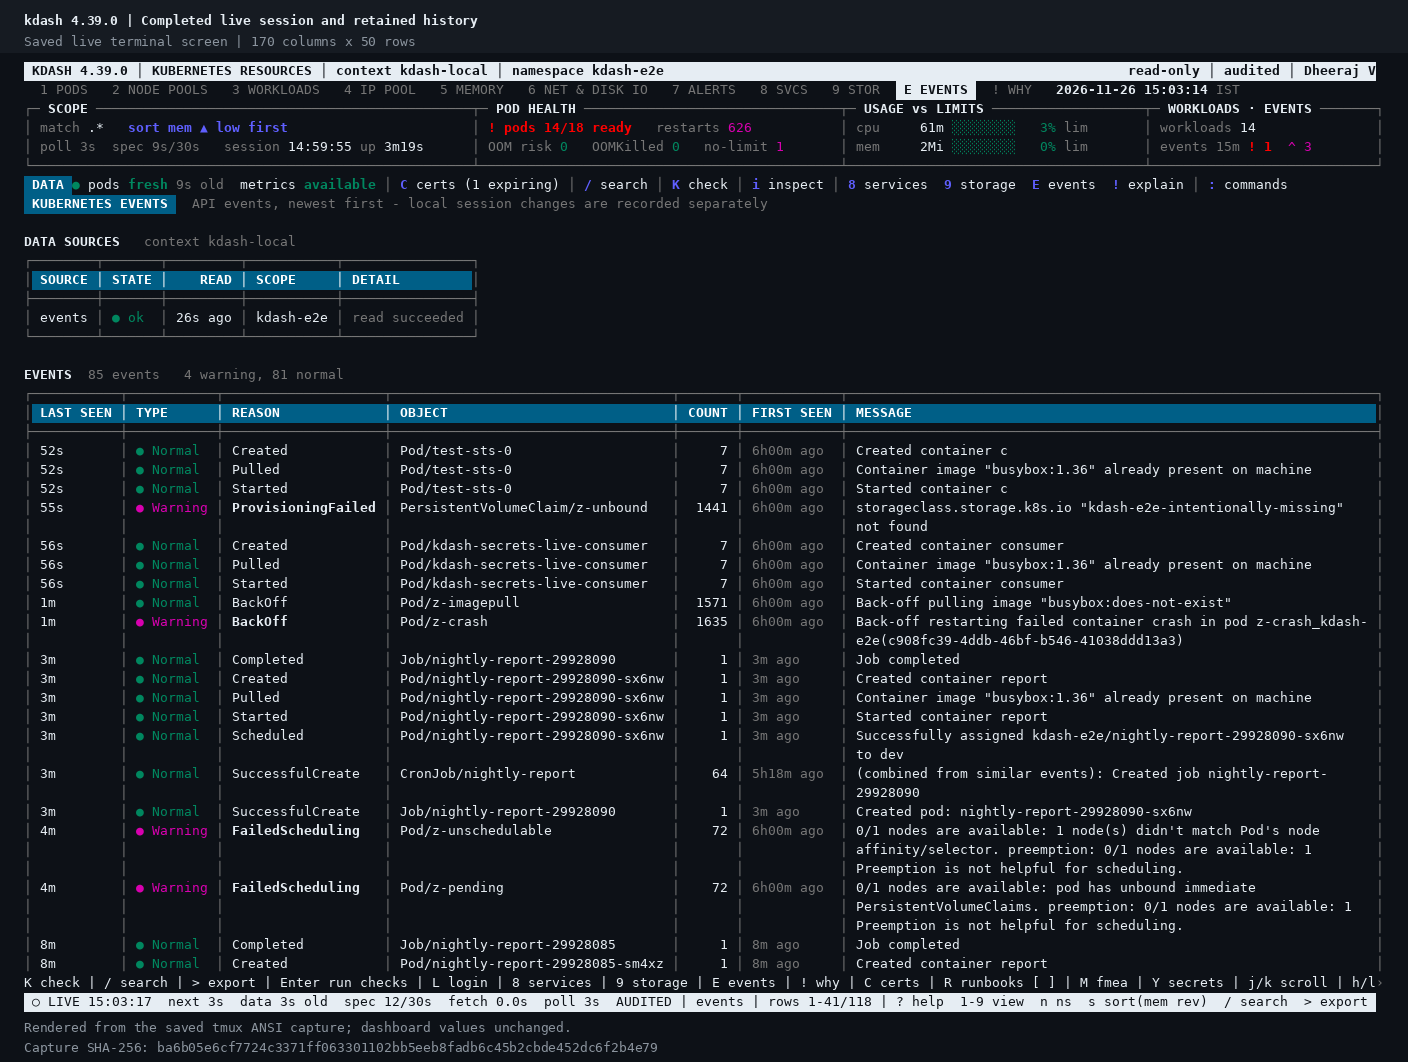 kdash 4.39.0 | Completed live session and retained history
Saved live terminal screen | 170 columns x 50 rows
KDASH 4.39.0 │ KUBERNETES RESOURCES │ context kdash-local │ namespace kdash-e2e read-only │ audited │ Dheeraj V
1 PODS 2 NODE POOLS 3 WORKLOADS 4 IP POOL 5 MEMORY 6 NET & DISK IO 7 ALERTS 8 SVCS 9 STOR E EVENTS ! WHY 2026-11-26 15:03:14 IST
SCOPE POD HEALTH USAGE vs LIMITS WORKLOADS · EVENTS
match .* sort mem ▲ low first │ ! pods 14/18 ready restarts 626 │ cpu 61m ░░░░░░░░ 3% lim │ workloads 14
poll 3s spec 9s/30s session 14:59:55 up 3m19s │ OOM risk 0 OOMKilled 0 no-limit 1 │ mem 2Mi ░░░░░░░░ 0% lim │ events 15m ! 1 ^ 3
DATA ● pods fresh 9s old metrics available │ C certs (1 expiring) │ / search │ K check │ i inspect │ 8 services 9 storage E events ! explain │ : commands
KUBERNETES EVENTS API events, newest first - local session changes are recorded separately
DATA SOURCES context kdash-local
SOURCE │ STATE │ READ │ SCOPE │ DETAIL
events │ ● ok │ 26s ago │ kdash-e2e │ read succeeded
EVENTS 85 events 4 warning, 81 normal
LAST SEEN │ TYPE │ REASON │ OBJECT │ COUNT │ FIRST SEEN │ MESSAGE
52s │ ● Normal │ Created │ Pod/test-sts-0 │ 7 │ 6h00m ago │ Created container c
52s │ ● Normal │ Pulled │ Pod/test-sts-0 │ 7 │ 6h00m ago │ Container image "busybox:1.36" already present on machine
52s │ ● Normal │ Started │ Pod/test-sts-0 │ 7 │ 6h00m ago │ Started container c
55s │ ● Warning │ ProvisioningFailed │ PersistentVolumeClaim/z-unbound │ 1441 │ 6h00m ago │ storageclass.storage.k8s.io "kdash-e2e-intentionally-missing"
not found
56s │ ● Normal │ Created │ Pod/kdash-secrets-live-consumer │ 7 │ 6h00m ago │ Created container consumer
56s │ ● Normal │ Pulled │ Pod/kdash-secrets-live-consumer │ 7 │ 6h00m ago │ Container image "busybox:1.36" already present on machine
56s │ ● Normal │ Started │ Pod/kdash-secrets-live-consumer │ 7 │ 6h00m ago │ Started container consumer
1m │ ● Normal │ BackOff │ Pod/z-imagepull │ 1571 │ 6h00m ago │ Back-off pulling image "busybox:does-not-exist"
1m │ ● Warning │ BackOff │ Pod/z-crash │ 1635 │ 6h00m ago │ Back-off restarting failed container crash in pod z-crash_kdash-
e2e(c908fc39-4ddb-46bf-b546-41038ddd13a3)
3m │ ● Normal │ Completed │ Job/nightly-report-29928090 │ 1 │ 3m ago │ Job completed
3m │ ● Normal │ Created │ Pod/nightly-report-29928090-sx6nw │ 1 │ 3m ago │ Created container report
3m │ ● Normal │ Pulled │ Pod/nightly-report-29928090-sx6nw │ 1 │ 3m ago │ Container image "busybox:1.36" already present on machine
3m │ ● Normal │ Started │ Pod/nightly-report-29928090-sx6nw │ 1 │ 3m ago │ Started container report
3m │ ● Normal │ Scheduled │ Pod/nightly-report-29928090-sx6nw │ 1 │ 3m ago │ Successfully assigned kdash-e2e/nightly-report-29928090-sx6nw
to dev
3m │ ● Normal │ SuccessfulCreate │ CronJob/nightly-report │ 64 │ 5h18m ago │ (combined from similar events): Created job nightly-report-
29928090
3m │ ● Normal │ SuccessfulCreate │ Job/nightly-report-29928090 │ 1 │ 3m ago │ Created pod: nightly-report-29928090-sx6nw
4m │ ● Warning │ FailedScheduling │ Pod/z-unschedulable │ 72 │ 6h00m ago │ 0/1 nodes are available: 1 node(s) didn't match Pod's node
affinity/selector. preemption: 0/1 nodes are available: 1
Preemption is not helpful for scheduling.
4m │ ● Warning │ FailedScheduling │ Pod/z-pending │ 72 │ 6h00m ago │ 0/1 nodes are available: pod has unbound immediate
PersistentVolumeClaims. preemption: 0/1 nodes are available: 1
Preemption is not helpful for scheduling.
8m │ ● Normal │ Completed │ Job/nightly-report-29928085 │ 1 │ 8m ago │ Job completed
8m │ ● Normal │ Created │ Pod/nightly-report-29928085-sm4xz │ 1 │ 8m ago │ Created container report
K check | / search | > export | Enter run checks | L login | 8 services | 9 storage | E events | ! why | C certs | R runbooks [ ] | M fmea | Y secrets | j/k scroll | h/l›
○ LIVE 15:03:17 next 3s data 3s old spec 12/30s fetch 0.0s poll 3s AUDITED | events | rows 1-41/118 | ? help 1-9 view n ns s sort(mem rev) / search > export
Rendered from the saved tmux ANSI capture; dashboard values unchanged.
Capture SHA-256: ba6b05e6cf7724c3371ff063301102bb5eeb8fadb6c45b2cbde452dc6f2b4e79